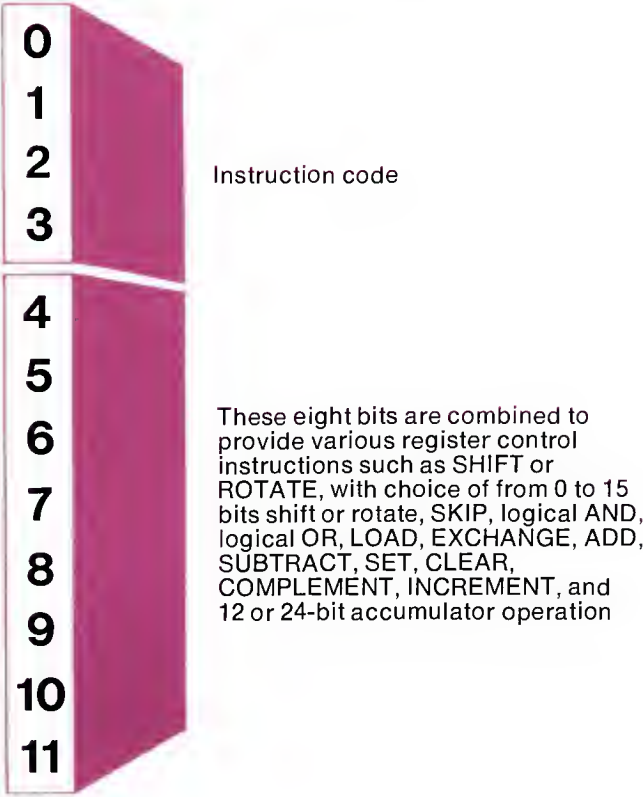 0
1
2
3
Instruction code
4
5
6
7
8
9
10
11
These eight bits are combined to
provide various register control
instructions such as SHIFT or
ROTATE, with choice of from 0 to 15
bits shift or rotate, SKIP, logical AND,
logical OR, LOAD, EXCHANGE, ADD,
SUBTRACT, SET, CLEAR,
COMPLEMENT, INCREMENT, and
12 or 24-bit accumulator operation